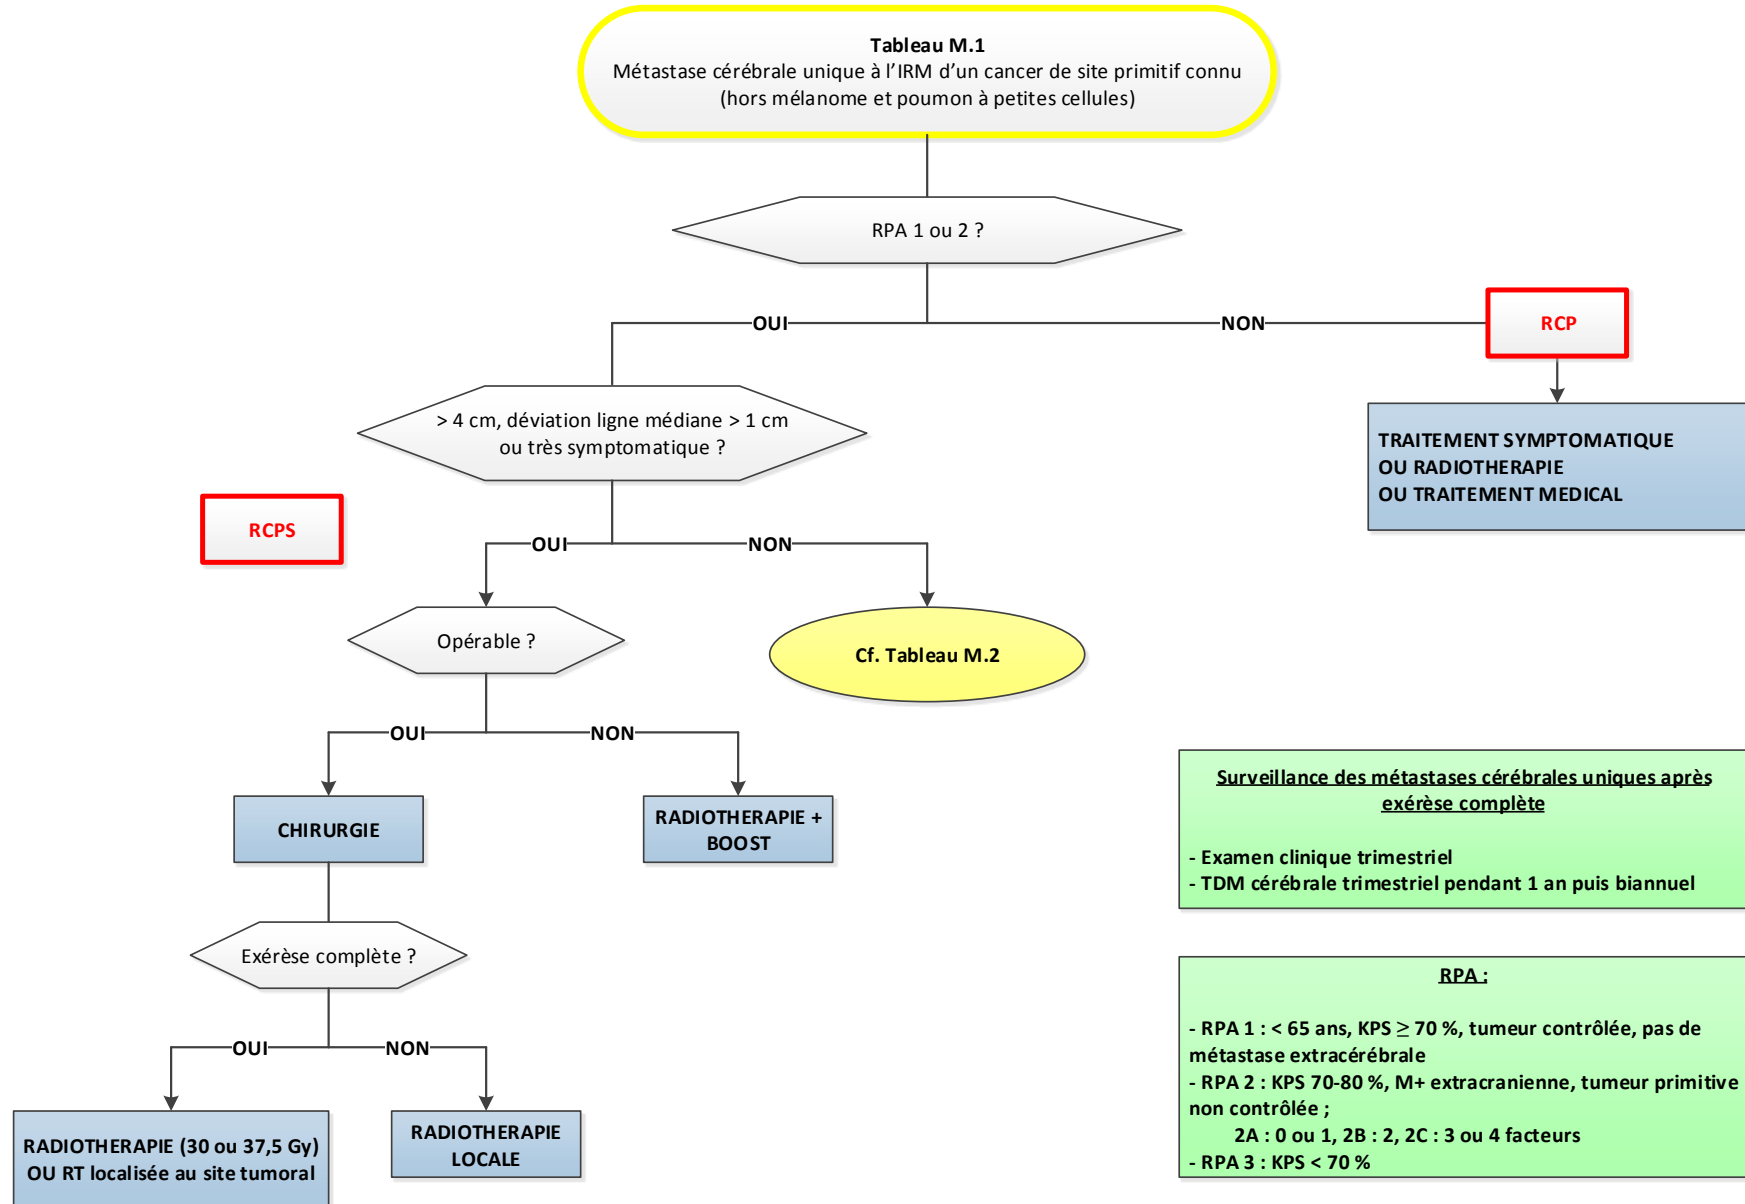 Tableau M.1
Métastase cérébrale unique à l’IRM d’un cancer de site primitif connu
(hors mélanome et poumon à petites cellules)
RPA 1 ou 2 ?
OUI
NON
RCP
> 4 cm, déviation ligne médiane > 1 cm
ou très symptomatique ?
TRAITEMENT SYMPTOMATIQUE
OU RADIOTHERAPIE
OU TRAITEMENT MEDICAL
RCPS
OUI
NON
Opérable ?
Cf. Tableau M.2
OUI
NON
CHIRURGIE
RADIOTHERAPIE +
BOOST
Surveillance des métastases cérébrales uniques après
exérèse complète
- Examen clinique trimestriel
- TDM cérébrale trimestriel pendant 1 an puis biannuel
Exérèse complète ?
OUI
NON
RADIOTHERAPIE (30 ou 37,5 Gy)
OU RT localisée au site tumoral
RADIOTHERAPIE
LOCALE
RPA :
- RPA 1 : < 65 ans, KPS ≥ 70 %, tumeur contrôlée, pas de
métastase extracérébrale
- RPA 2 : KPS 70-80 %, M+ extracranienne, tumeur primitive
non contrôlée ;
2A : 0 ou 1, 2B : 2, 2C : 3 ou 4 facteurs
- RPA 3 : KPS < 70 %